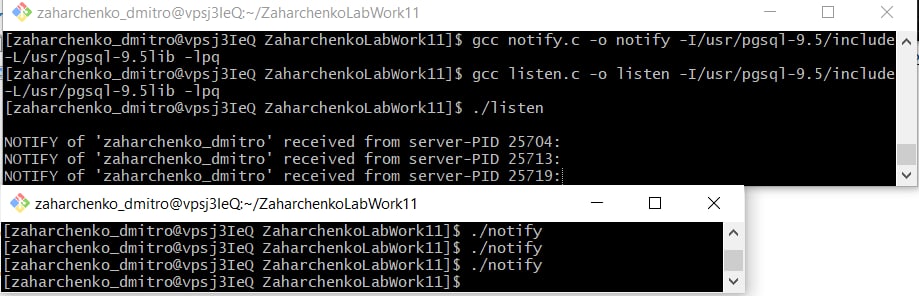 zaharchenko_dmitro@vpsj3IeQ:~/ZaharchenkoLabWork11
[zaharchenko_dmitro@vpsj3IeQ ZaharchenkoLabWork11]$ gcc notify.c -o notify -I/usr/pgsql-9.5/include
-L/usr/pgsql-9.5lib -lpq
[zaharchenko_dmitro@vpsj3IeQ ZaharchenkoLabWork11]$ gcc listen.c -o listen -I/usr/pgsql-9.5/include
-L/usr/pgsql-9.5lib -lpq
[zaharchenko_dmitro@vpsj3IeQ ZaharchenkoLabWork11]$ ./listen
NOTIFY of 'zaharchenko_dmitro' received from server-PID 25704:
NOTIFY of 'zaharchenko_dmitro' received from server-PID 25713:
NOTIFY of 'zaharchenko_dmitro' received from server-PID 25719:
zaharchenko_dmitro@vpsj3IeQ:~/ZaharchenkoLabWork11
[zaharchenko_dmitro@vpsj3IeQ ZaharchenkoLabWork11]$ ./notify
[zaharchenko_dmitro@vpsj3IeQ ZaharchenkoLabWork11]$ ./notify
[zaharchenko_dmitro@vpsj3IeQ ZaharchenkoLabWork11]$ ./notify
[zaharchenko_dmitro@vpsj3IeQ ZaharchenkoLabWork11]$